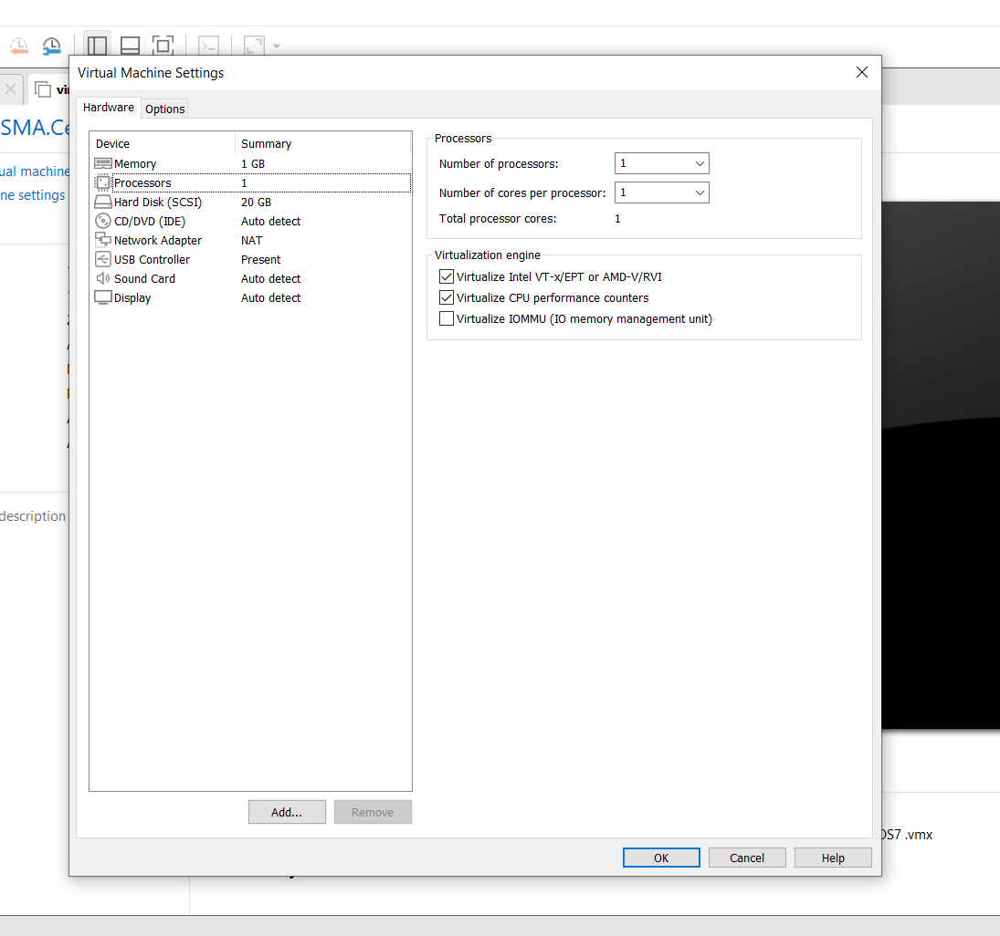 Virtual Machine Settings
Hardware
Options
Device Summary
Memory 1 GB
Processors 1
Hard Disk (SCSI) 20 GB
CD/DVD (IDE) Auto detect
Network Adapter NAT
USB Controller Present
Sound Card Auto detect
Display Auto detect
Add...
Remove
Processors
Number of processors: 1
Number of cores per processor: 1
Total processor cores: 1
Virtualization engine
Virtualize Intel VT-x/EPT or AMD-V/RVI
Virtualize CPU performance counters
Virtualize IOMMU (IO memory management unit)
OK
Cancel
Help
SMA.Ce
ual machine
ne settings
description
OS7 .vmx